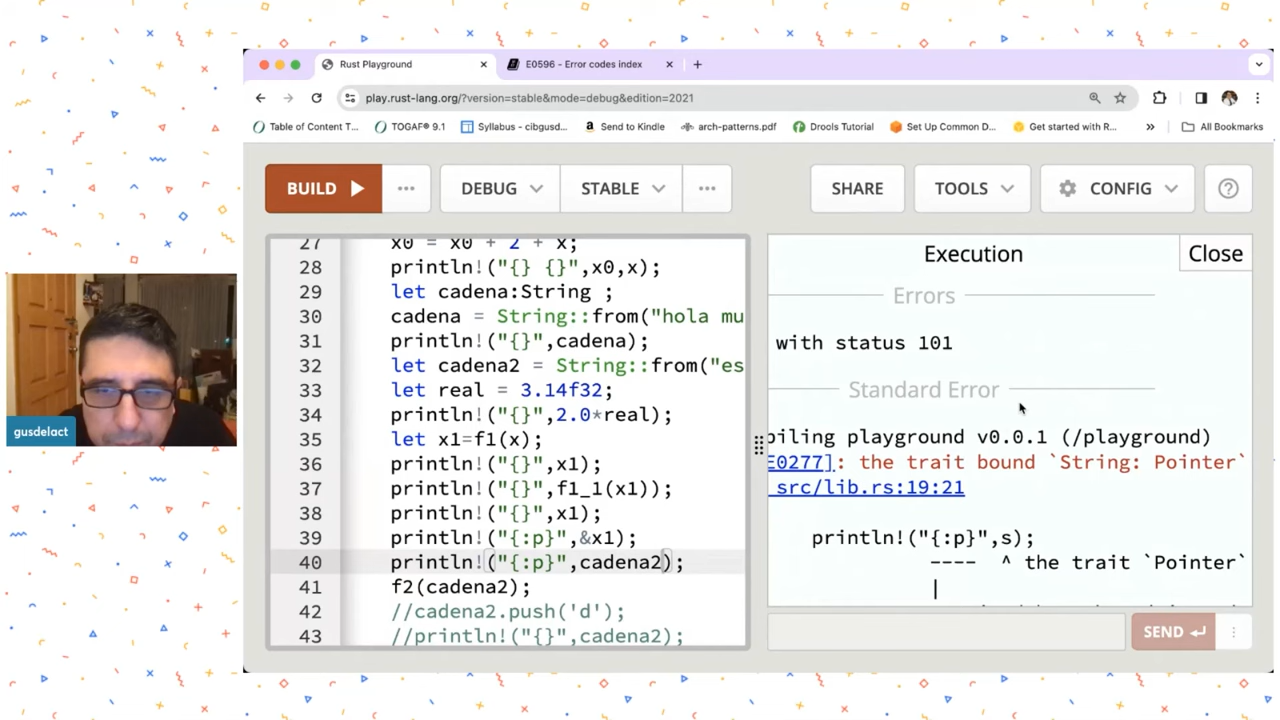 Rust Playground
E0596 - Error codes index
play.rust-lang.org/?version=stable&mode=debug&edition=2021
Table of Content T...
TOGAF® 9.1
Syllabus - cibgusd...
Send to Kindle
arch-patterns.pdf
Drools Tutorial
Set Up Common D...
Get started with R...
»
All Bookmarks
BUILD
...
DEBUG
STABLE
...
SHARE
TOOLS
CONFIG
27 x0 = x0 + 2 + x;
28 println!("{} {}",x0,x);
29 let cadena:String ;
30 cadena = String::from("hola mu
31 println!("{}",cadena);
32 let cadena2 = String::from("es
33 let real = 3.14f32;
34 println!("{}",2.0*real);
35 let x1=f1(x);
36 println!("{}",x1);
37 println!("{}",f1_1(x1));
38 println!("{}",x1);
39 println!("{:p}",&x1);
40 println!("{:p}",cadena2);
41 f2(cadena2);
42 //cadena2.push('d');
43 //println!("{}",cadena2);
Execution
Close
Errors
with status 101
Standard Error
piling playground v0.0.1 (/playground)
E0277]: the trait bound `String: Pointer`
src/lib.rs:19:21
println!("{:p}",s);
---- ^ the trait `Pointer`
|
SEND
gusdelact